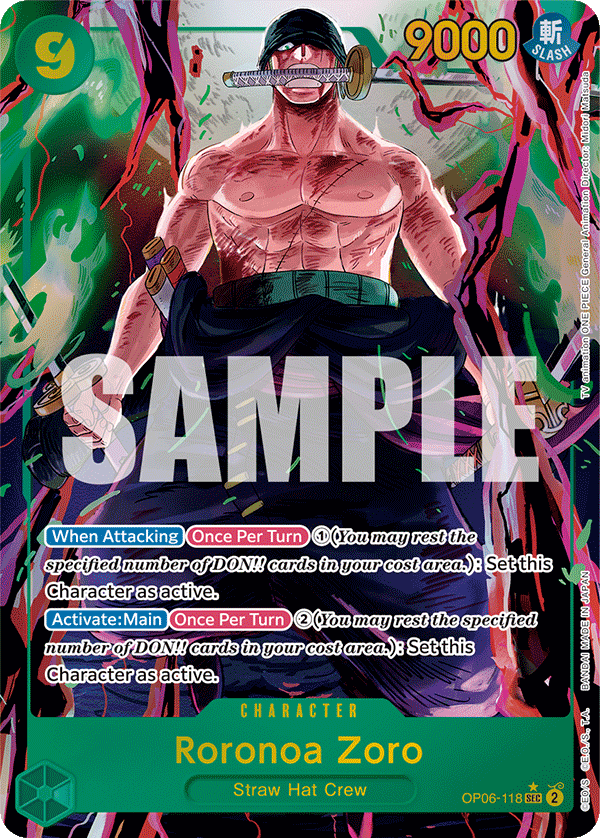 9
9000
斬
SLASH
TV animation ONE PIECE General Animation Director: Midori Matsuda
SAMPLE
When Attacking Once Per Turn ①(You may rest the
specified number of DON!! cards in your cost area.): Set this
Character as active.
Activate:Main Once Per Turn ②(You may rest the specified
number of DON!! cards in your cost area.): Set this
Character as active.
©EO/S. ©E.O./S., T.A. BANDAI MADE IN JAPAN
CHARACTER
Roronoa Zoro
Straw Hat Crew
OP06-118 SEC ★ 2